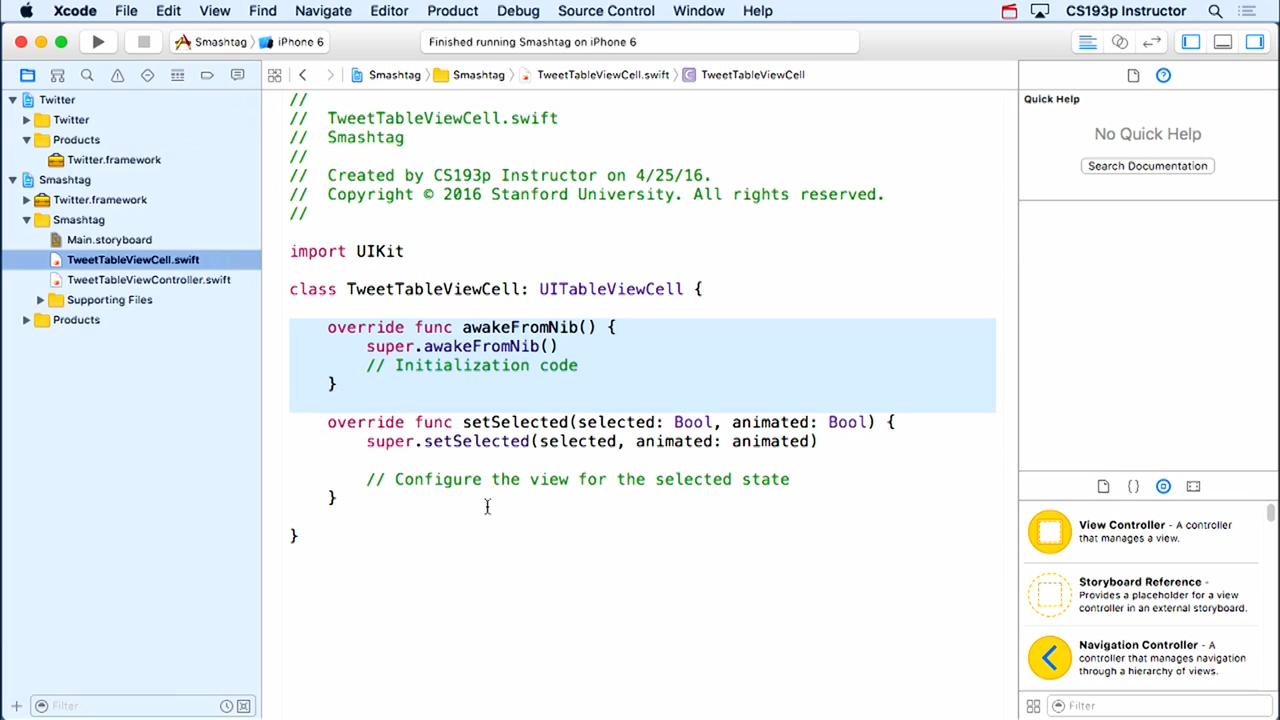 Xcode File Edit View Find Navigate Editor Product Debug Source Control Window Help CS193p Instructor
Smashtag iPhone 6 Finished running Smashtag on iPhone 6
Smashtag Smashtag TweetTableViewCell.swift C TweetTableViewCell
Twitter
Twitter
Products
Twitter.framework
Smashtag
Twitter.framework
Smashtag
Main.storyboard
TweetTableViewCell.swift
TweetTableViewController.swift
Supporting Files
Products
Filter
//
// TweetTableViewCell.swift
// Smashtag
//
// Created by CS193p Instructor on 4/25/16.
// Copyright © 2016 Stanford University. All rights reserved.
//
import UIKit
class TweetTableViewCell: UITableViewCell {
override func awakeFromNib() {
super.awakeFromNib()
// Initialization code
}
override func setSelected(selected: Bool, animated: Bool) {
super.setSelected(selected, animated: animated)
// Configure the view for the selected state
}
}
Quick Help
No Quick Help
Search Documentation
View Controller - A controller
that manages a view.
Storyboard Reference -
Provides a placeholder for a view
controller in an external storyboard.
Navigation Controller - A
controller that manages navigation
through a hierarchy of views.
Filter